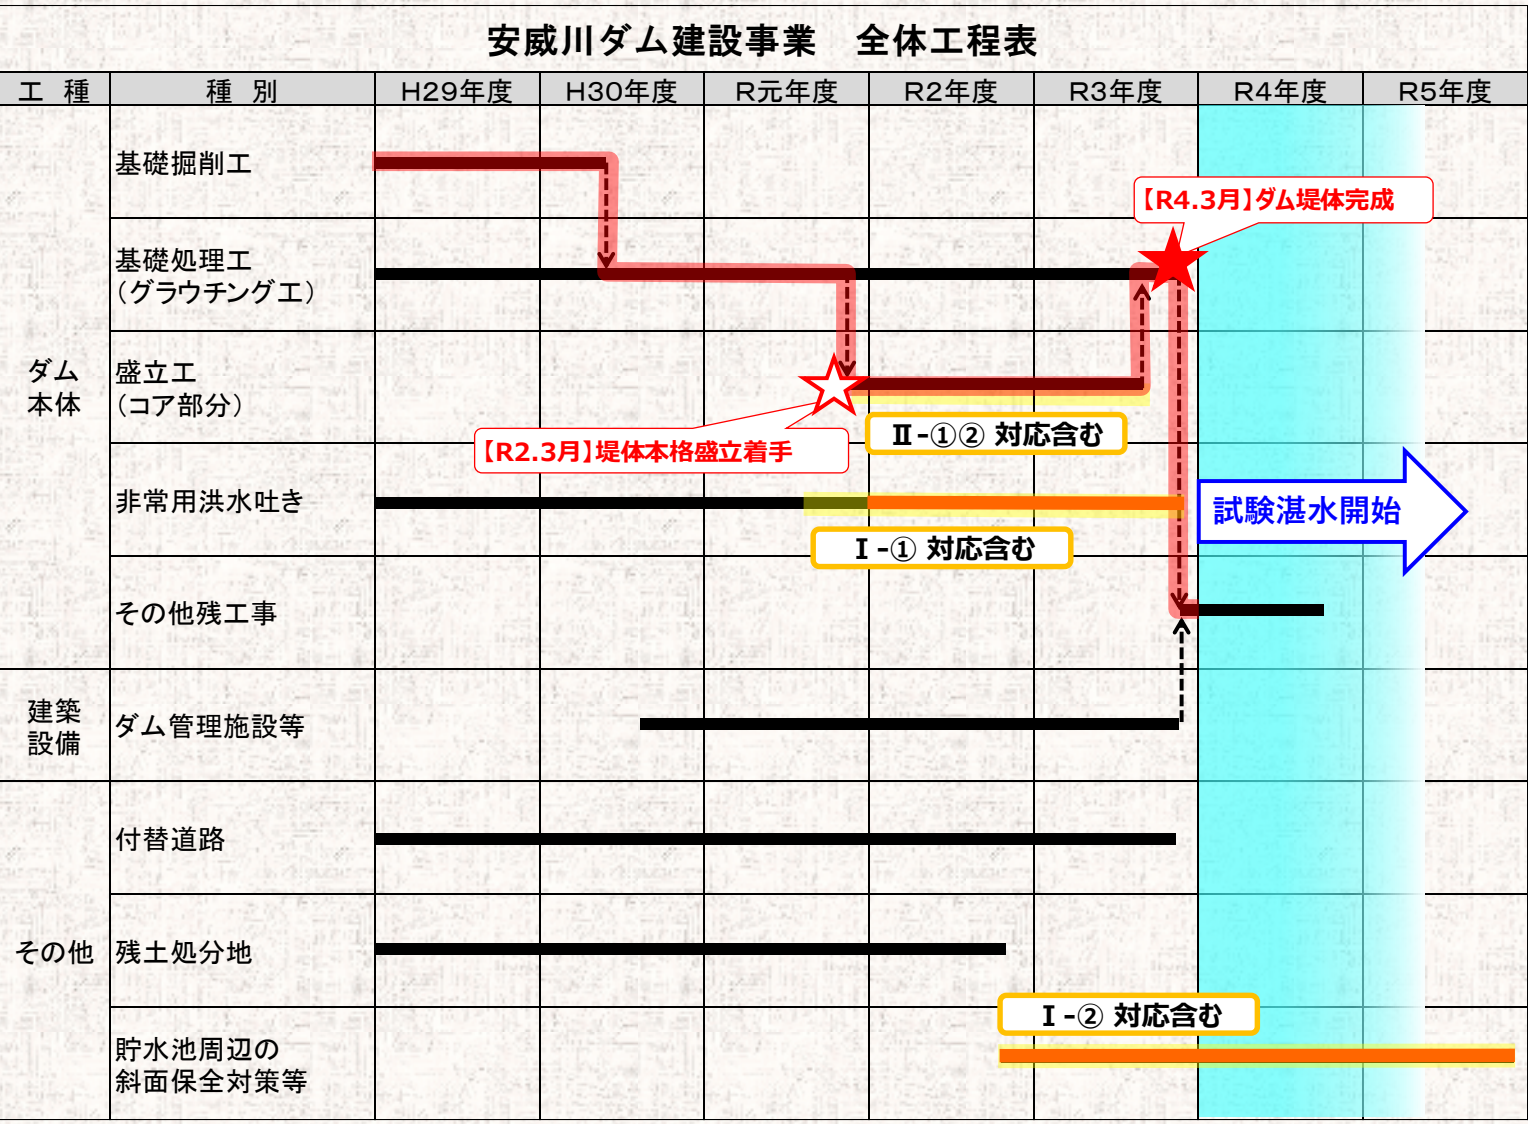 安威川ダム建設事業　全体工程表
工 種 種 別 H29年度 H30年度 R元年度 R2年度 R3年度 R4年度 R5年度
基礎掘削工
【R4.3月】ダム堤体完成
基礎処理工
（グラウチング工）
ダム
本体
盛立工
（コア部分）
Ⅱ-①② 対応含む
【R2.3月】堤体本格盛立着手
非常用洪水吐き
試験湛水開始
Ⅰ-① 対応含む
その他残工事
建築
設備
ダム管理施設等
付替道路
その他
残土処分地
Ⅰ-② 対応含む
貯水池周辺の
斜面保全対策等